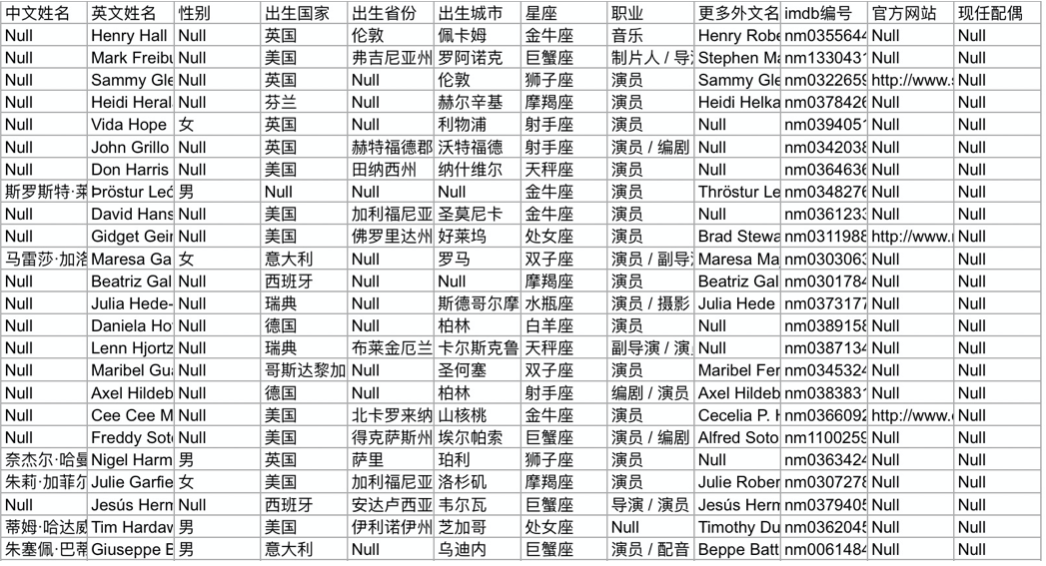 中文姓名 英文姓名 性别 出生国家 出生省份 出生城市 星座 职业 更多外文名 imdb编号 官方网站 现任配偶
Null Henry Hall Null 英国 伦敦 佩卡姆 金牛座 音乐 Henry Robe nm0355644 Null Null
Null Mark Freibu Null 美国 弗吉尼亚州 罗阿诺克 巨蟹座 制片人 / 导 Stephen Ma nm1330431 Null Null
Null Sammy Gle Null 英国 Null 伦敦 狮子座 演员 Sammy Gle nm0322659 http://www. Null
Null Heidi Heral Null 芬兰 Null 赫尔辛基 摩羯座 演员 Heidi Helka nm0378426 Null Null
Null Vida Hope 女 英国 Null 利物浦 射手座 演员 Null nm0394051 Null Null
Null John Grillo Null 英国 赫特福德郡 沃特福德 射手座 演员 / 编剧 Null nm0342038 Null Null
Null Don Harris Null 美国 田纳西州 纳什维尔 天秤座 演员 Null nm0364636 Null Null
斯罗斯特·莱 Þröstur Leó 男 Null Null Null 金牛座 演员 Thröstur Le nm0348276 Null Null
Null David Hans Null 美国 加利福尼亚 圣莫尼卡 金牛座 演员 Null nm0361233 Null Null
Null Gidget Gein Null 美国 佛罗里达州 好莱坞 处女座 演员 Brad Stewa nm0311988 http://www. Null
马雷莎·加洛 Maresa Ga 女 意大利 Null 罗马 双子座 演员 / 副导 Maresa Ma nm0303063 Null Null
Null Beatriz Gal Null 西班牙 Null Null 摩羯座 演员 Beatriz Gal nm0301784 Null Null
Null Julia Hede- Null 瑞典 Null 斯德哥尔摩 水瓶座 演员 / 摄影 Julia Hede nm0373177 Null Null
Null Daniela Ho Null 德国 Null 柏林 白羊座 演员 Null nm0389158 Null Null
Null Lenn Hjortz Null 瑞典 布莱金厄兰 卡尔斯克鲁 天秤座 副导演 / 演 Null nm0387134 Null Null
Null Maribel Gua Null 哥斯达黎加 Null 圣何塞 双子座 演员 Maribel Fer nm0345324 Null Null
Null Axel Hildeb Null 德国 Null 柏林 射手座 编剧 / 演员 Axel Hildeb nm0383831 Null Null
Null Cee Cee M Null 美国 北卡罗来纳 山核桃 金牛座 演员 Cecelia P. H nm0366092 http://www. Null
Null Freddy Soto Null 美国 得克萨斯州 埃尔帕索 巨蟹座 演员 / 编剧 Alfred Soto nm1100259 Null Null
奈杰尔·哈曼 Nigel Harm 男 英国 萨里 珀利 狮子座 演员 Null nm0363424 Null Null
朱莉·加菲尔 Julie Garfie 女 美国 加利福尼亚 洛杉矶 摩羯座 演员 Julie Rober nm0307278 Null Null
Null Jesús Herm Null 西班牙 安达卢西亚 韦尔瓦 巨蟹座 导演 / 演员 Jesús Herm nm0379405 Null Null
蒂姆·哈达威 Tim Hardaw 男 美国 伊利诺伊州 芝加哥 处女座 Null Timothy Du nm0362045 Null Null
朱塞佩·巴蒂 Giuseppe B 男 意大利 Null 乌迪内 巨蟹座 演员 / 配音 Beppe Batt nm0061484 Null Null